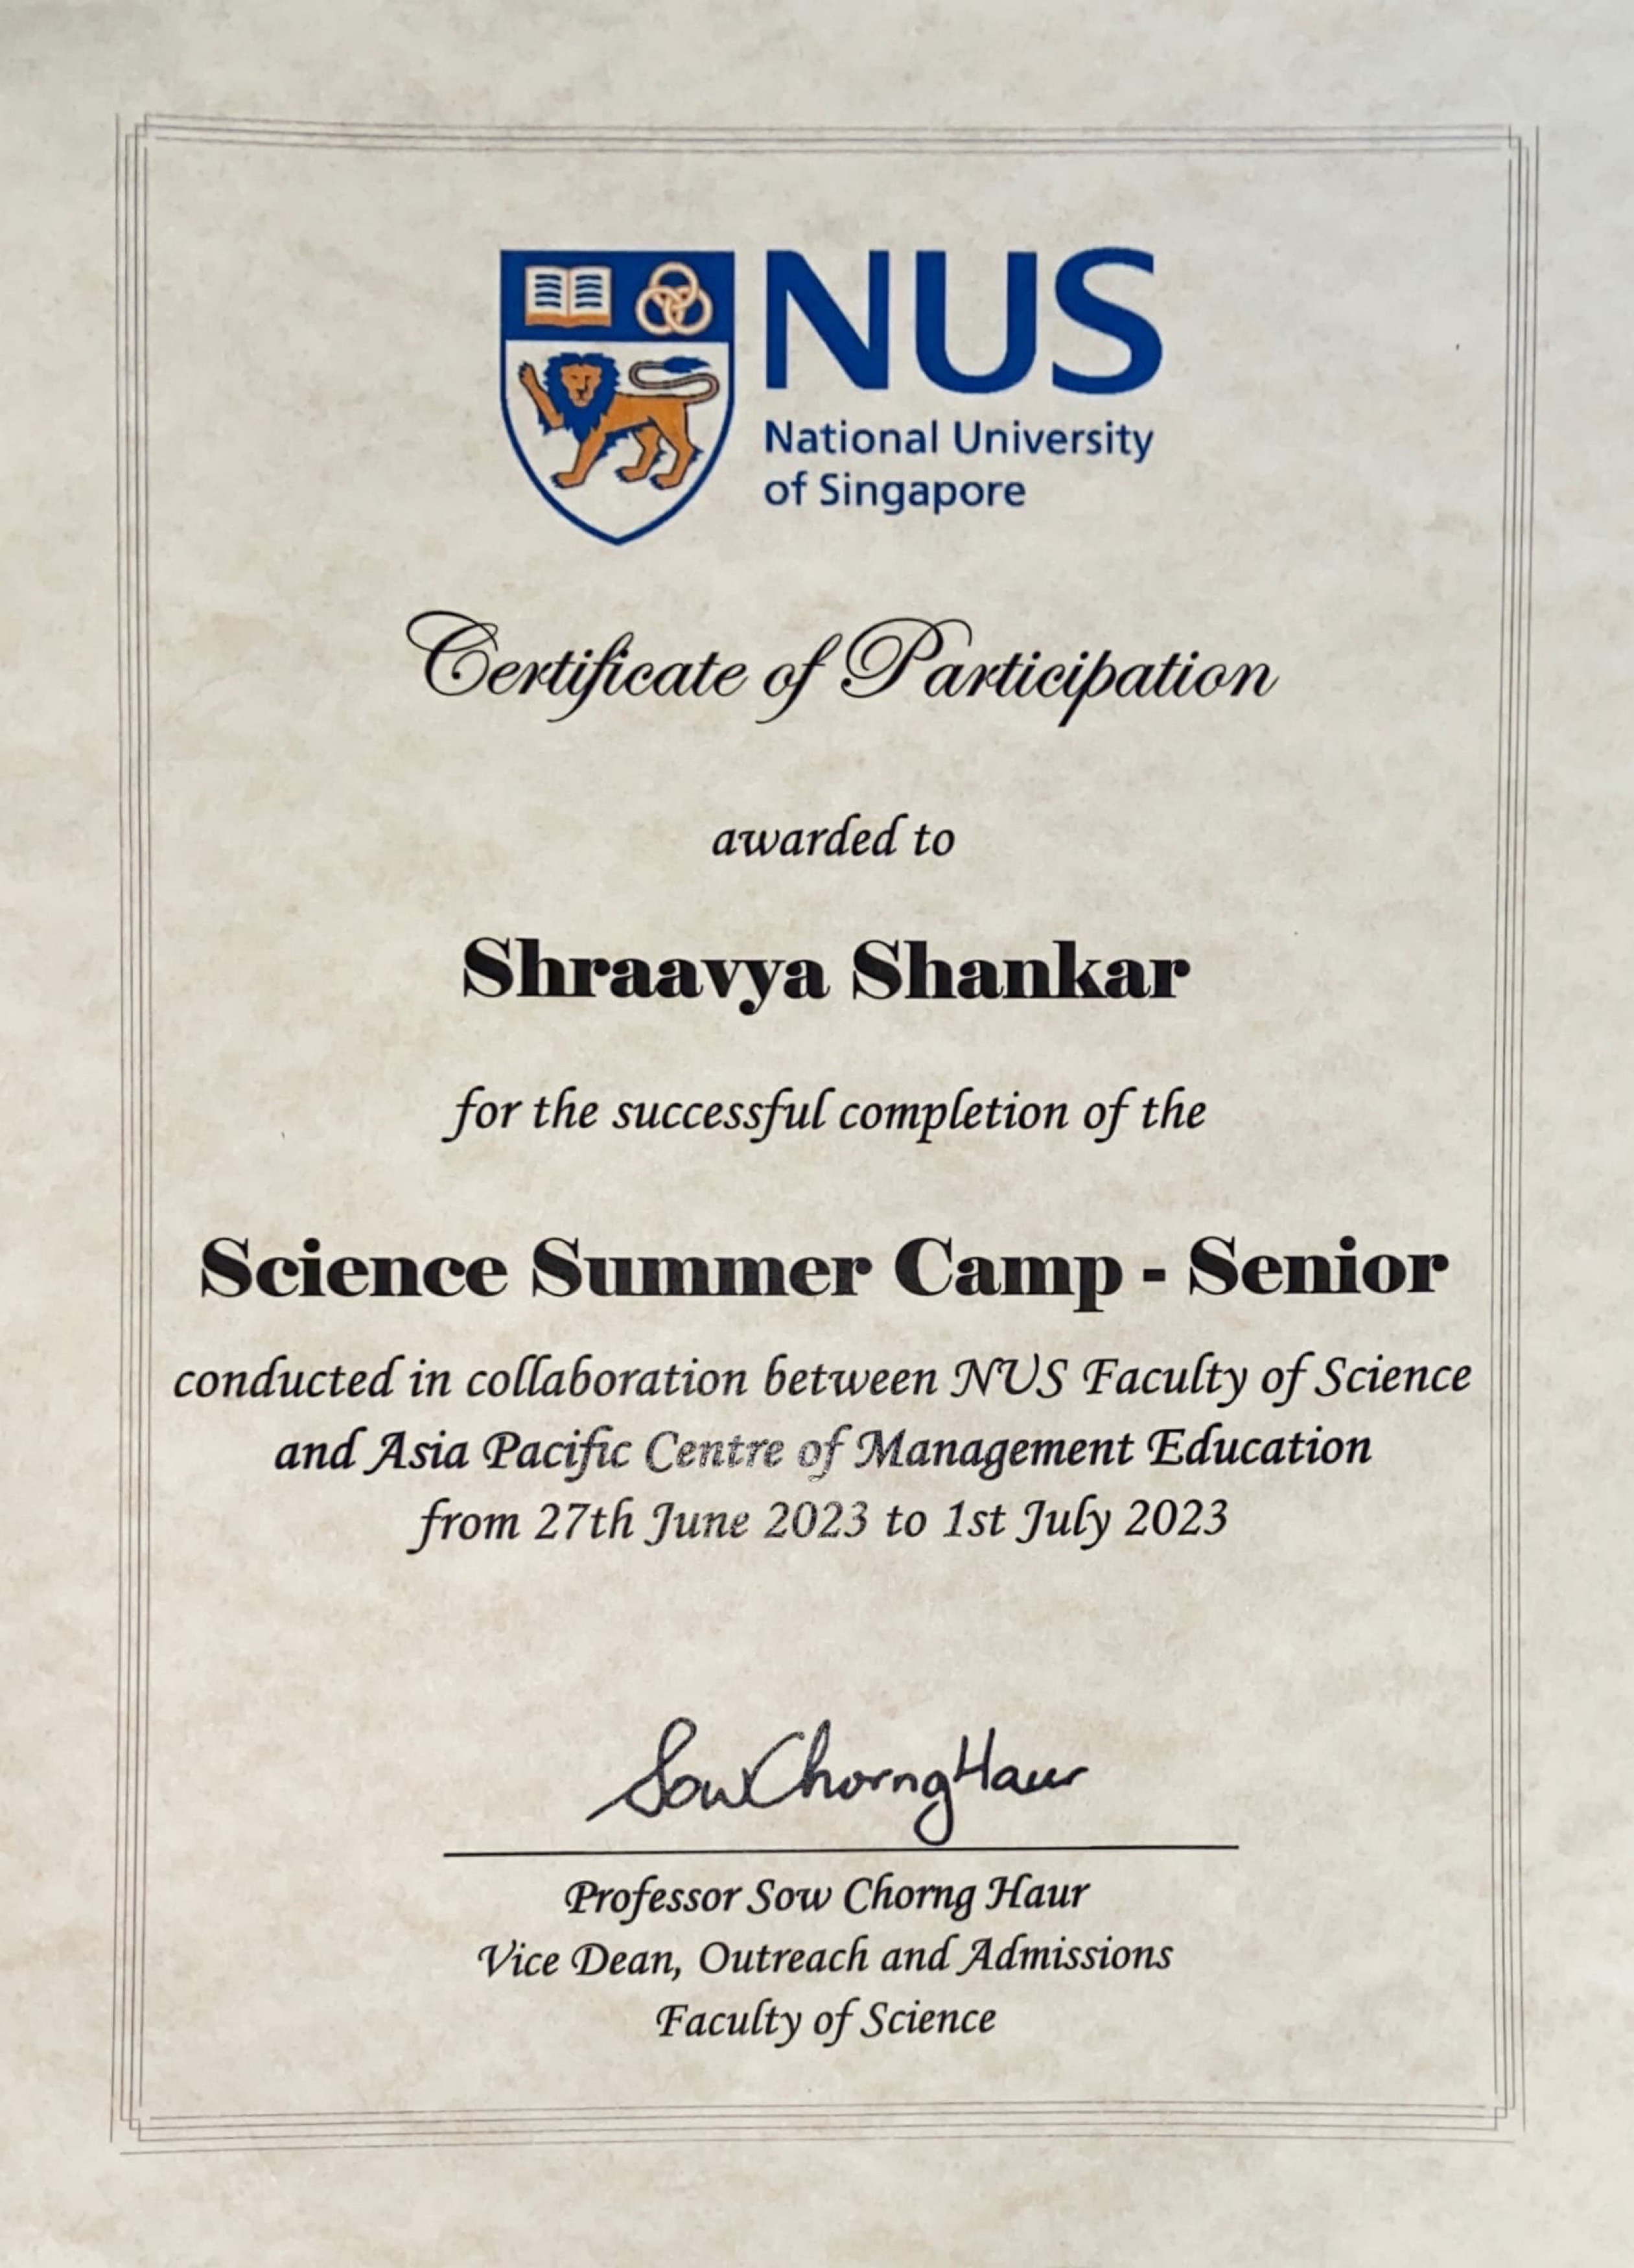 NUS
National University
of Singapore
Certificate of Participation
awarded to
Shraavya Shankar
for the successful completion of the
Science Summer Camp - Senior
conducted in collaboration between NUS Faculty of Science
and Asia Pacific Centre of Management Education
from 27th June 2023 to 1st July 2023
Sow Chorng Haur
Professor Sow Chorng Haur
Vice Dean, Outreach and Admissions
Faculty of Science